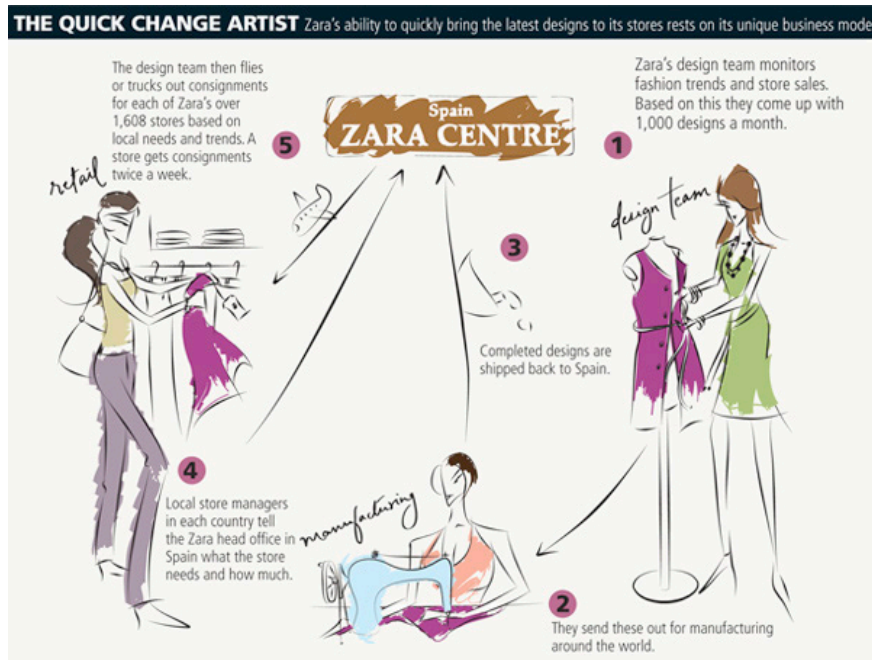 THE QUICK CHANGE ARTIST Zara's ability to quickly bring the latest designs to its stores rests on its unique business mode
The design team then flies
or trucks out consignments
for each of Zara's over
1,608 stores based on
local needs and trends. A
store gets consignments
twice a week.
5
Spain
ZARA CENTRE
1
Zara's design team monitors
fashion trends and store sales.
Based on this they come up with
1,000 designs a month.
retail
design team
3
Completed designs are
shipped back to Spain.
4
Local store managers
in each country tell
the Zara head office in
Spain what the store
needs and how much.
manufacturing
2
They send these out for manufacturing
around the world.